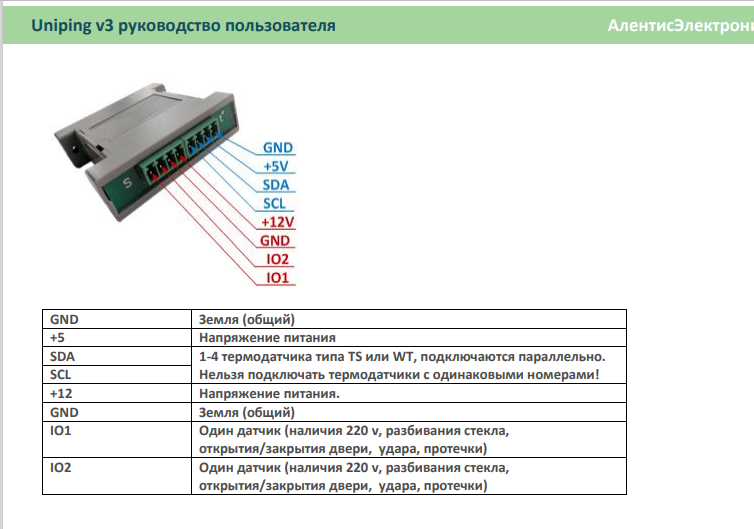 Uniping v3 руководство пользователя
GND
+5V
SDA
SCL
+12V
GND
IO2
IO1
S
GND Земля (общий)
+5 Напряжение питания
SDA 1-4 термодатчика типа TS или WT, подключаются параллельно.
SCL Нельзя подключать термодатчики с одинаковыми номерами!
+12 Напряжение питания.
GND Земля (общий)
IO1 Один датчик (наличия 220 v, разбивания стекла,
открытия/закрытия двери, удара, протечки)
IO2 Один датчик (наличия 220 v, разбивания стекла,
открытия/закрытия двери, удара, протечки)